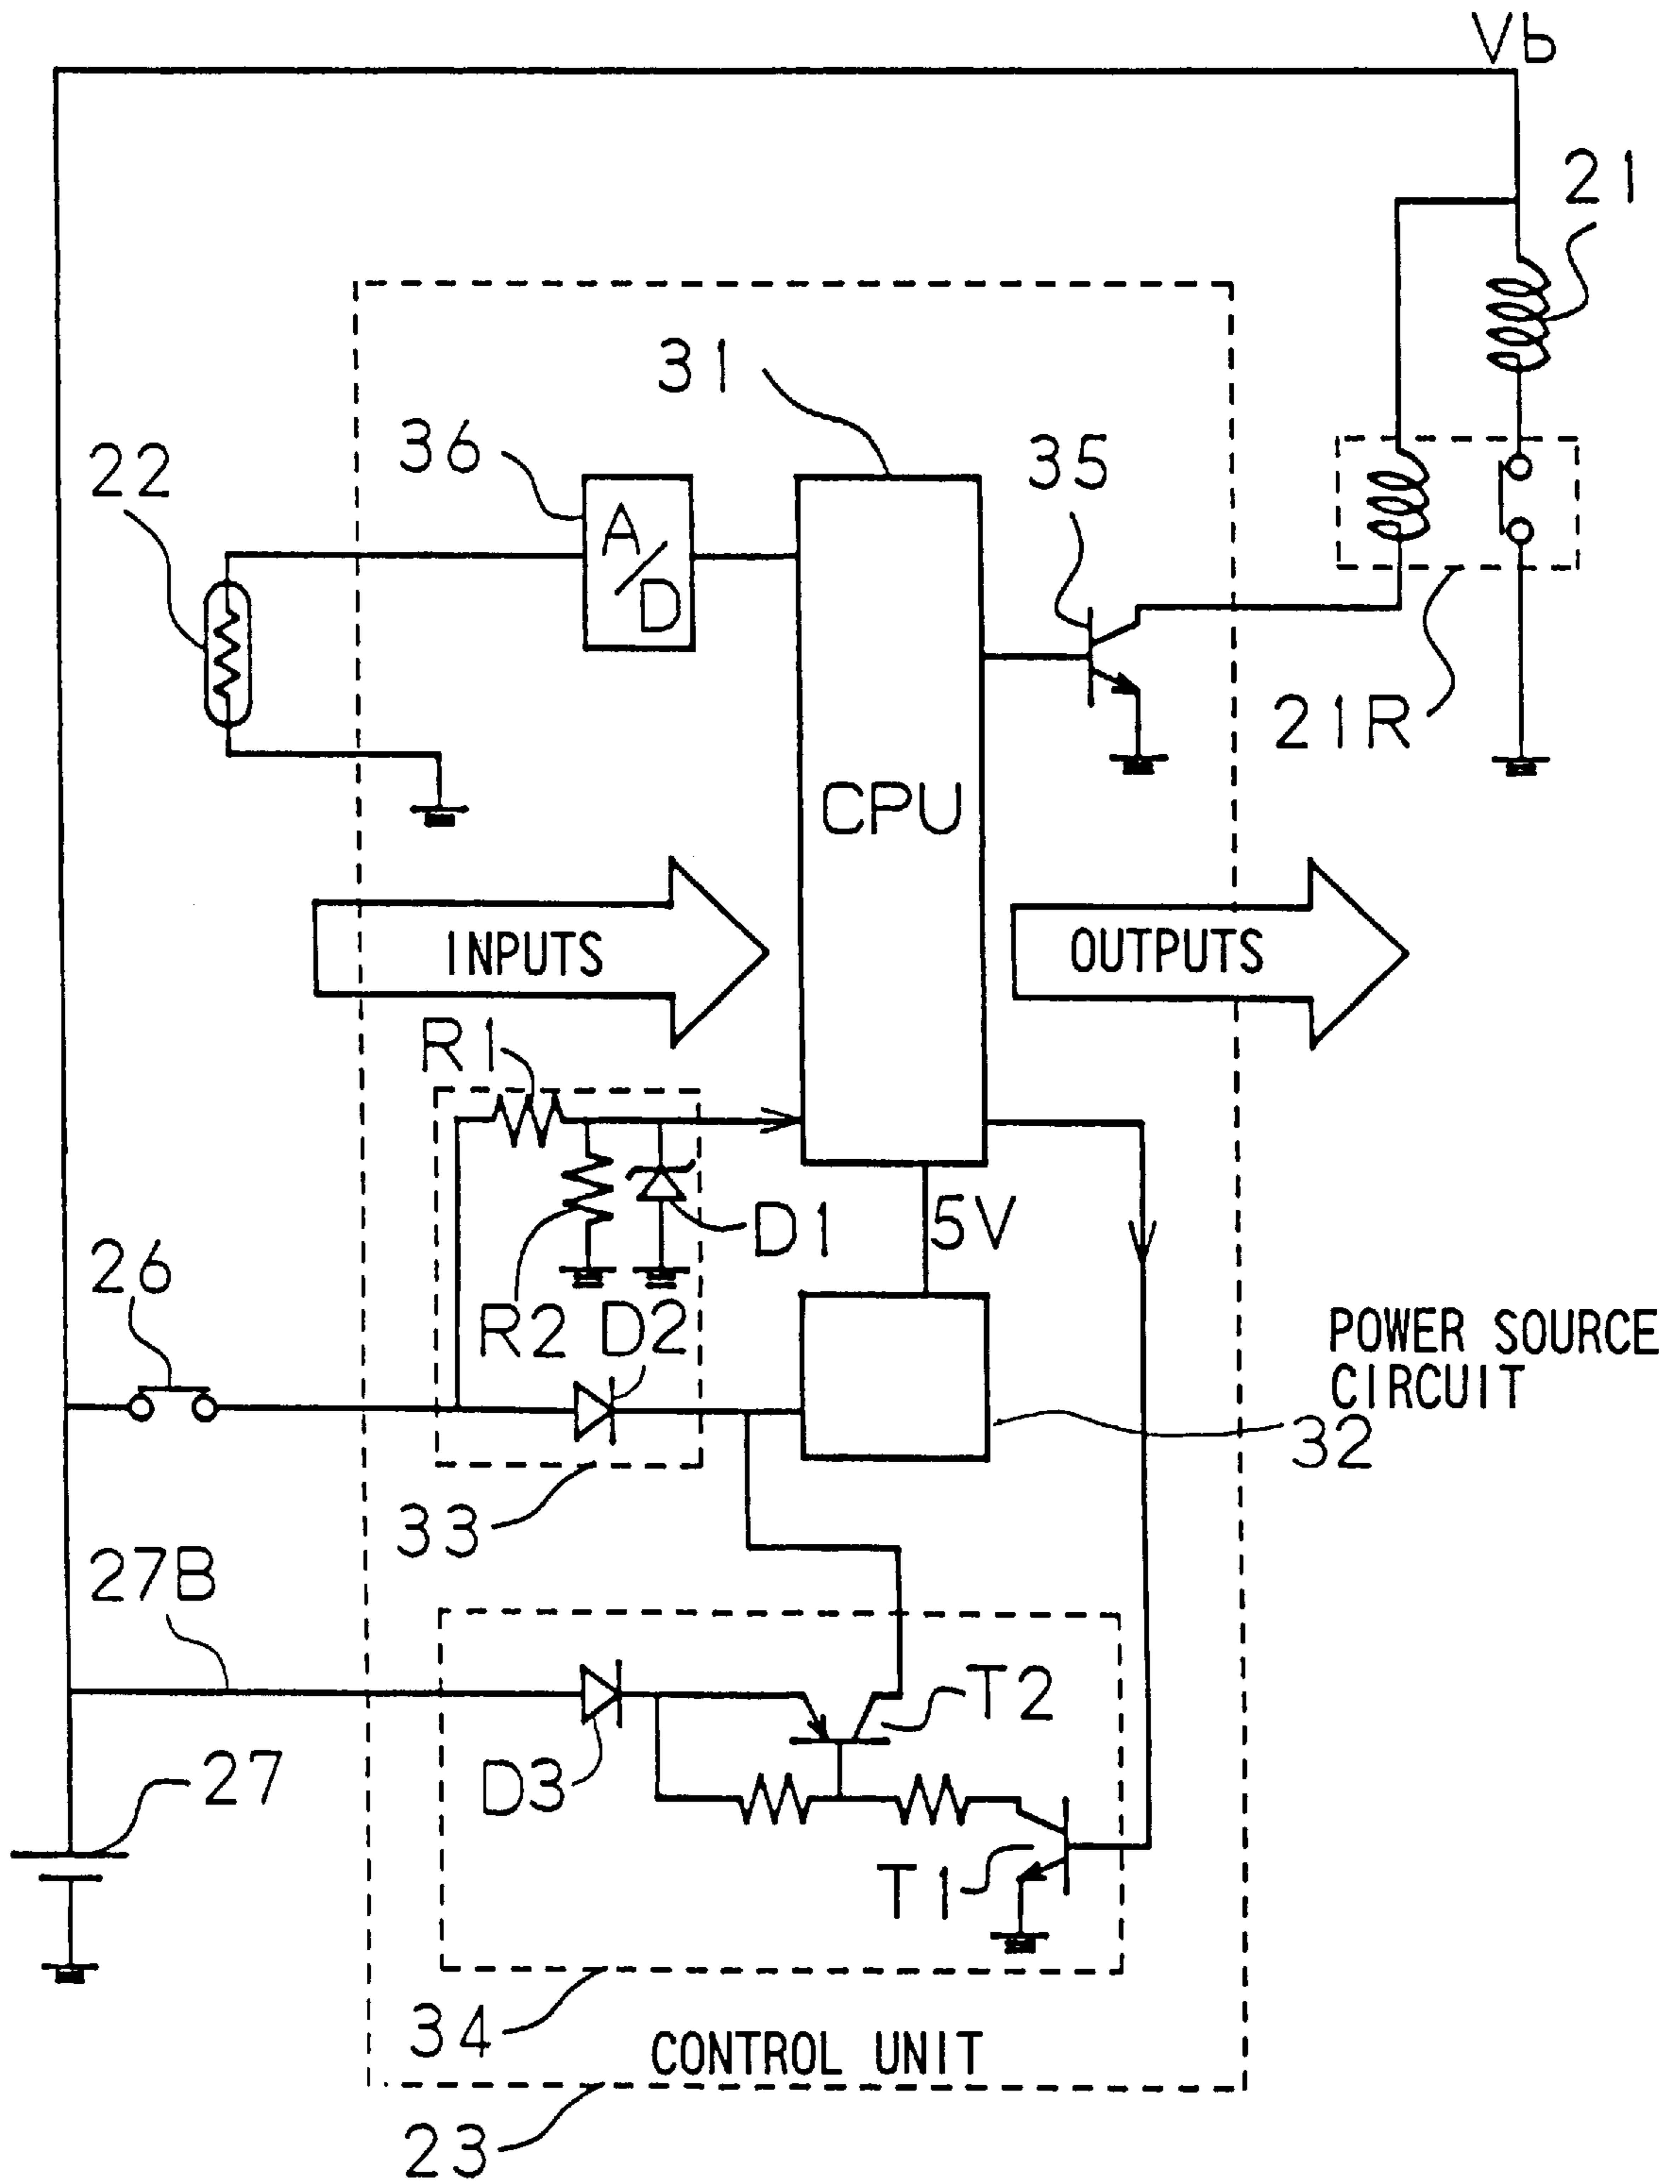 Vb
21
31
36
35
22
A/D
21R
CPU
INPUTS
OUTPUTS
R1
5V
D1
26
R2
D2
POWER SOURCE
CIRCUIT
32
33
27B
T2
D3
27
T1
34
CONTROL UNIT
23